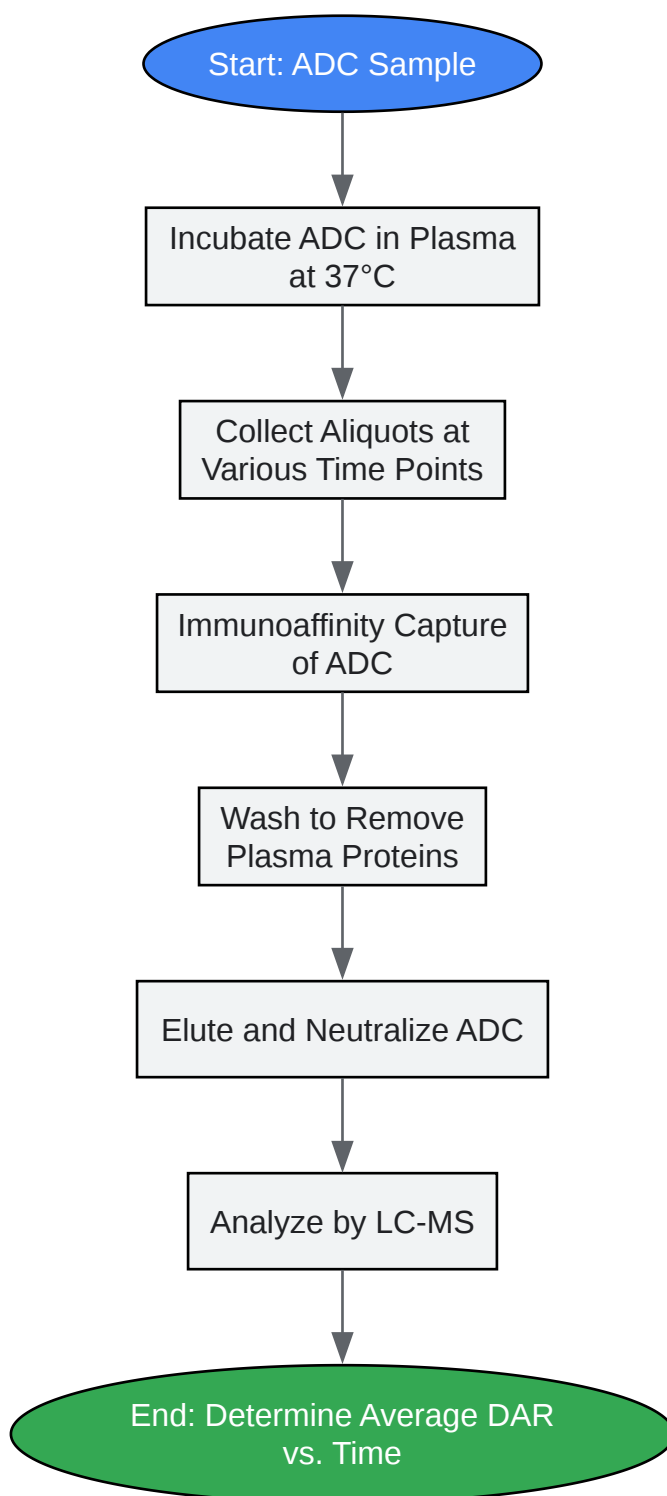 Start: ADC Sample
Incubate ADC in Plasma
at 37°C
Collect Aliquots at
Various Time Points
Immunoaffinity Capture
of ADC
Wash to Remove
Plasma Proteins
Elute and Neutralize ADC
Analyze by LC-MS
End: Determine Average DAR
vs. Time